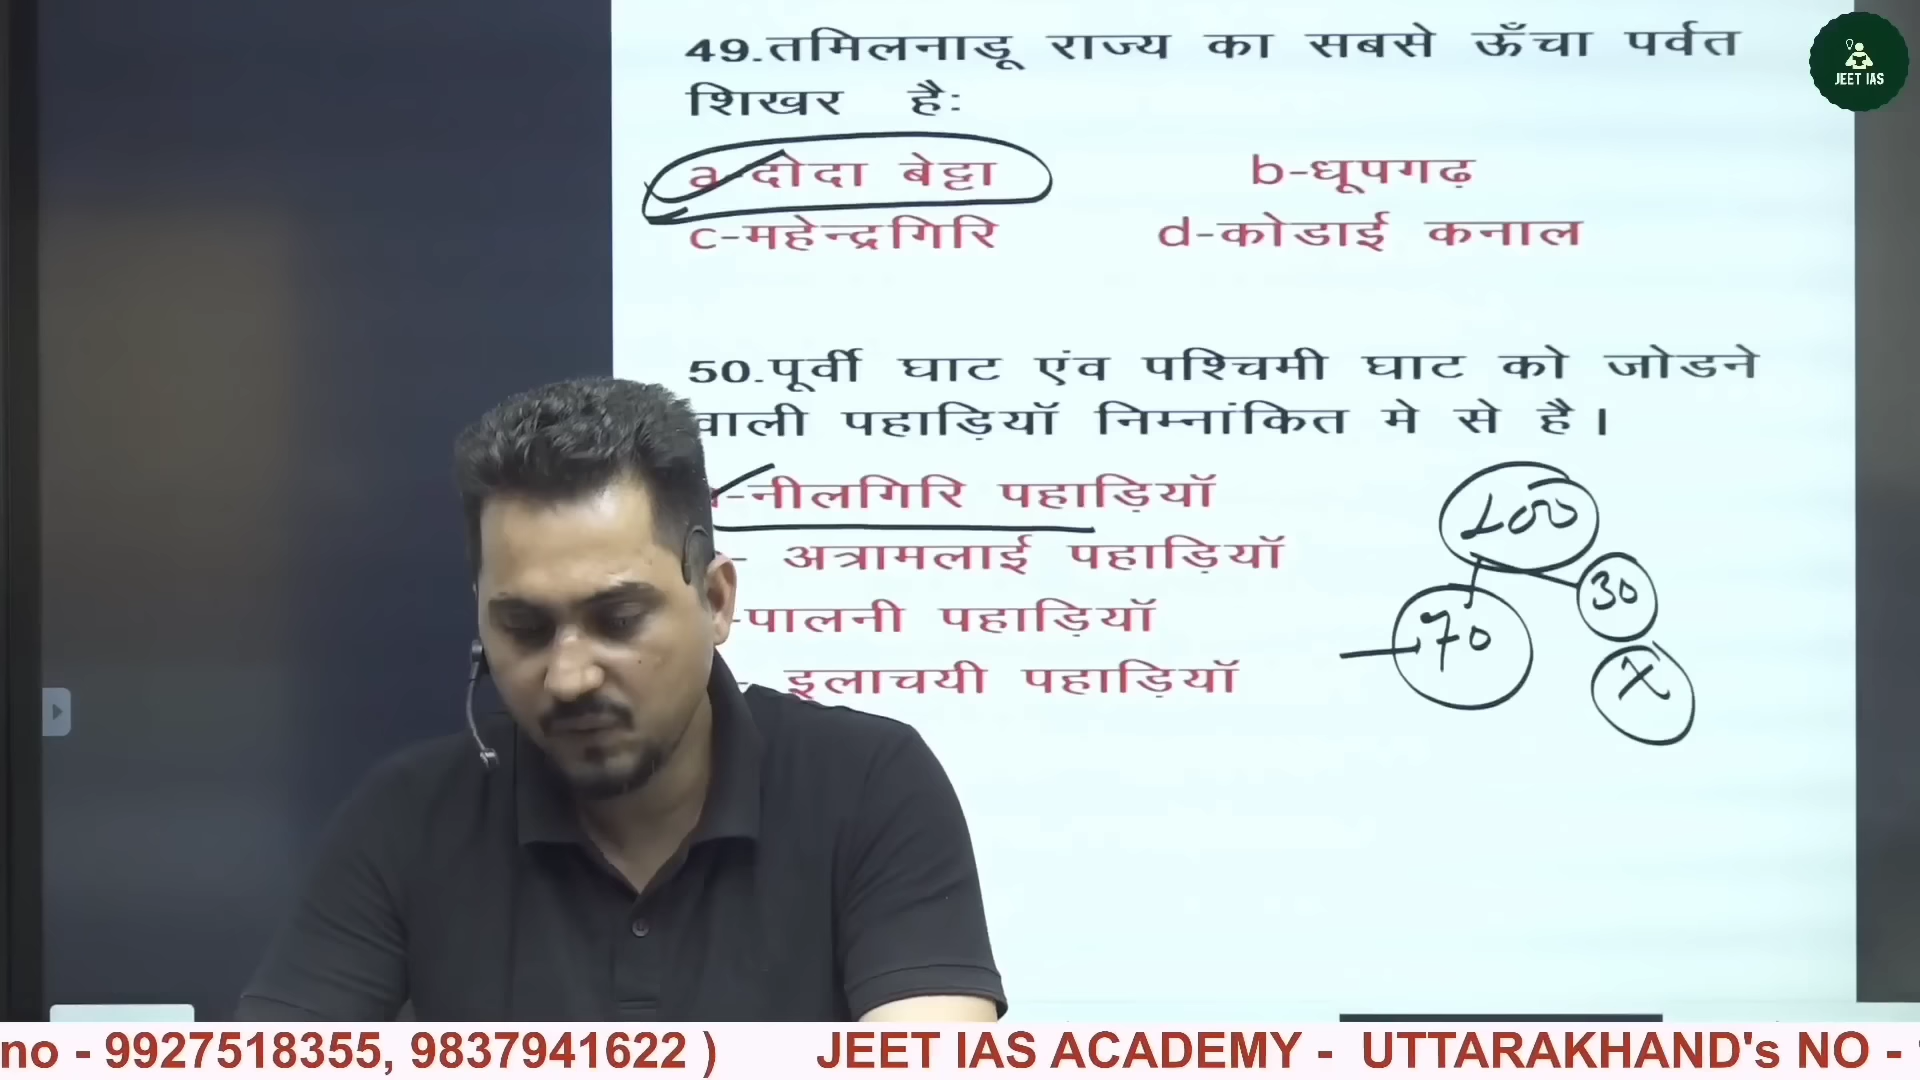 49.तमिलनाडू राज्य का सबसे ऊँचा पर्वत
शिखर है:
a-दोदा बेट्टा b-धूपगढ़
c-महेन्द्रगिरि d-कोडाई कनाल
50.पूर्वी घाट एंव पश्चिमी घाट को जोडने
वाली पहाड़ियॉ निम्नांकित मे से है।
-नीलगिरि पहाड़ियॉ
- अत्रामलाई पहाड़ियॉ
-पालनी पहाड़ियॉ
- इलाचयी पहाड़ियॉ
100
30
70
JEET IAS
no - 9927518355, 9837941622 ) JEET IAS ACADEMY - UTTARAKHAND's NO -